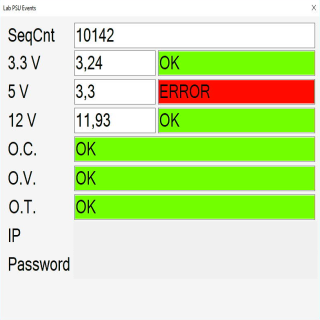 Lab PSU Events X
SeqCnt 10142
3.3 V 3,24 OK
5 V 3,3 ERROR
12 V 11,93 OK
O.C. OK
O.V. OK
O.T. OK
IP
Password